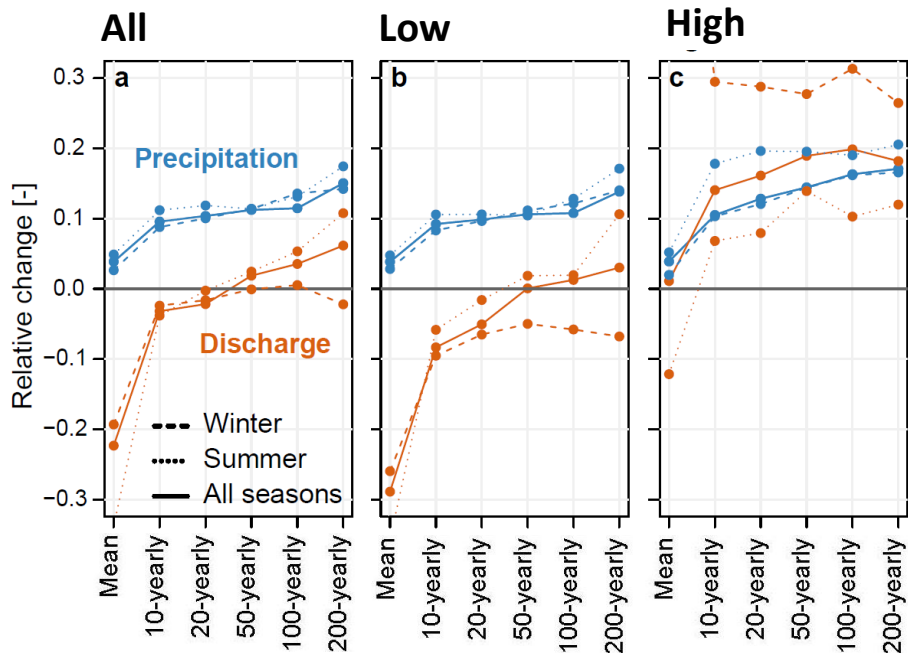 All
Low
High
a
b
c
Relative change [-]
0.3
0.2
0.1
0.0
−0.1
−0.2
−0.3
Precipitation
Discharge
Winter
Summer
All seasons
Mean
10-yearly
20-yearly
50-yearly
100-yearly
200-yearly
Mean
10-yearly
20-yearly
50-yearly
100-yearly
200-yearly
Mean
10-yearly
20-yearly
50-yearly
100-yearly
200-yearly